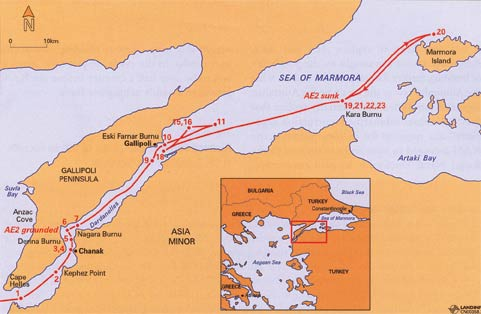 N
0 10km
20
Marmora
Island
SEA OF MARMORA
AE2 sunk
19,21,22,23
Kara Burnu
Artaki Bay
15,16
11
Eski Farnar Burnu
10
Gallipoli
9
18
GALLIPOLI
PENINSULA
Suvla
Bay
Anzac
Cove
Dardanelles
AE2 grounded
6
7
Nagara Burnu
5
3,4
Chanak
Kephez Point
2
Cape
Helles
1
ASIA
MINOR
BULGARIA
Black Sea
TURKEY
Constantinople
GREECE
Sea of Marmora
Aegean Sea
TURKEY
GREECE